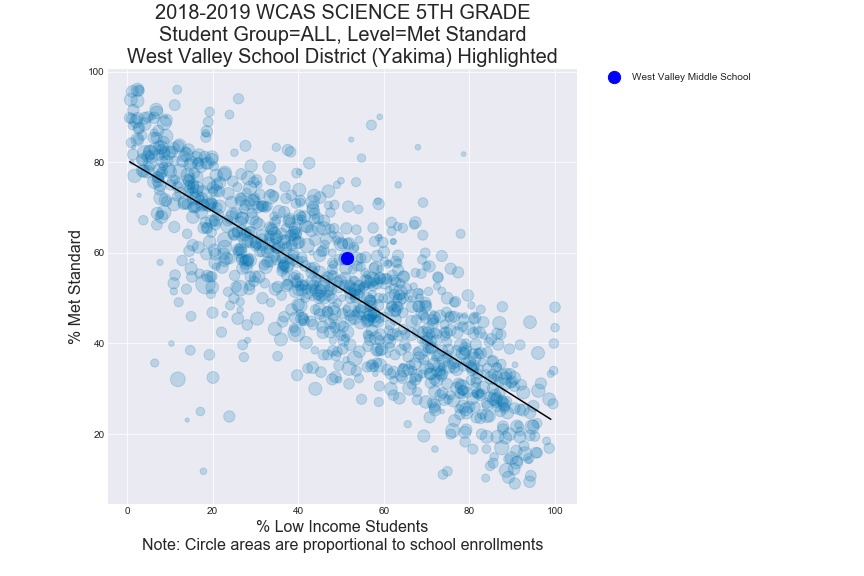 2018-2019 WCAS SCIENCE 5TH GRADE
Student Group=ALL, Level=Met Standard
West Valley School District (Yakima) Highlighted
West Valley Middle School
% Met Standard
100
80
60
40
20
0
20
40
60
80
100
% Low Income Students
Note: Circle areas are proportional to school enrollments